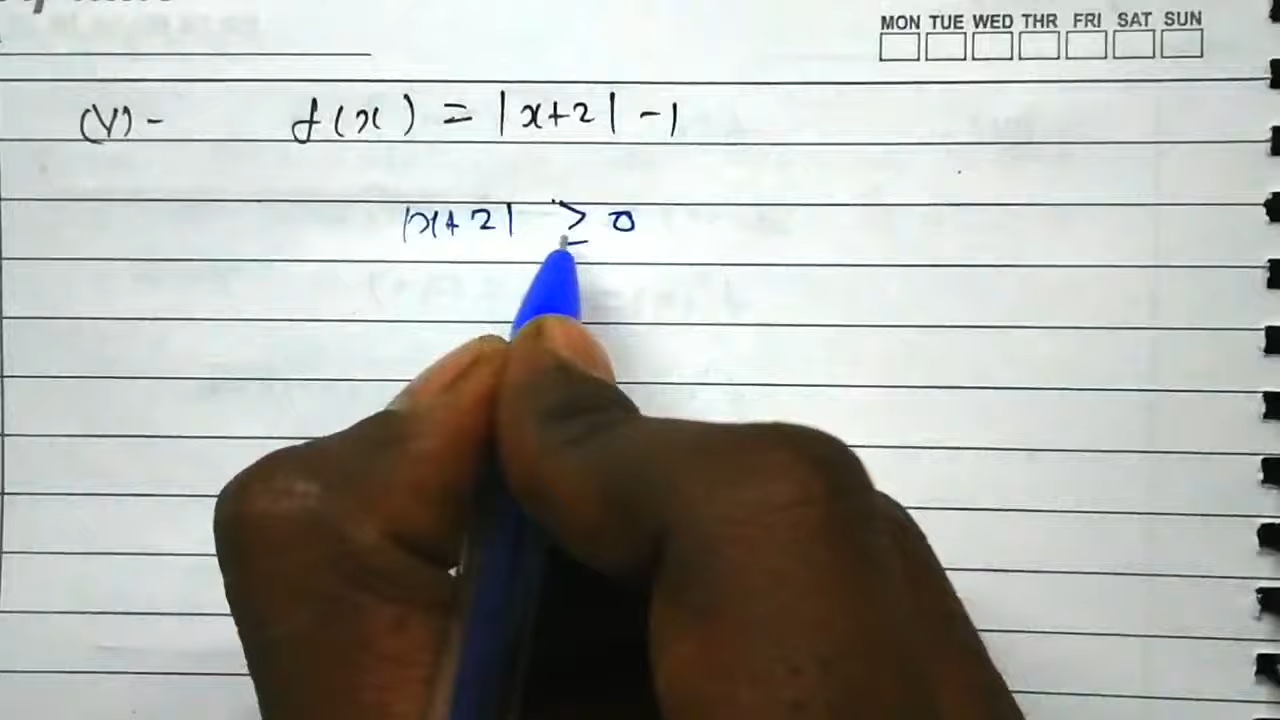 MON TUE WED THR FRI SAT SUN
(V) - f(x) = |x+2| - 1
|x+2| ≥ 0